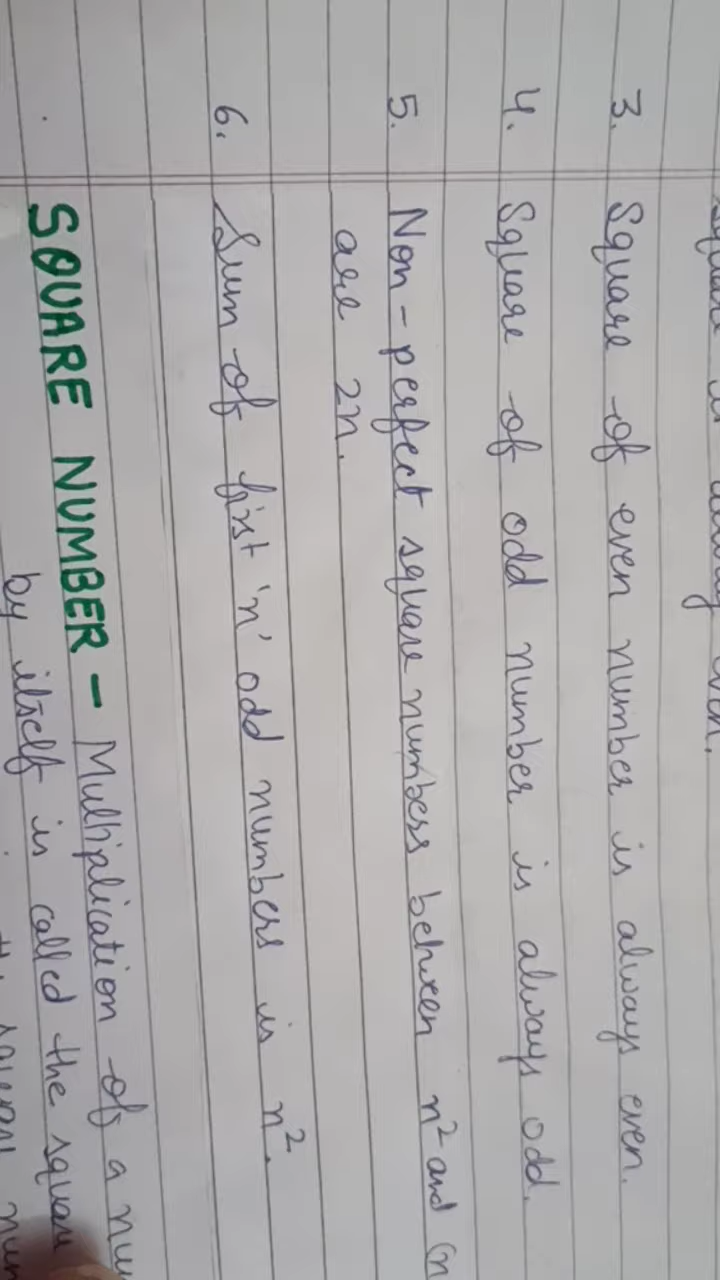 3. Square of even number is always even.
4. Square of odd number is always odd.
5. Non-perfect square numbers between n² and (n
are 2n.
6. Sum of first 'n' odd numbers is n².
SQUARE NUMBER - Multiplication of a nu
by itself is called the square